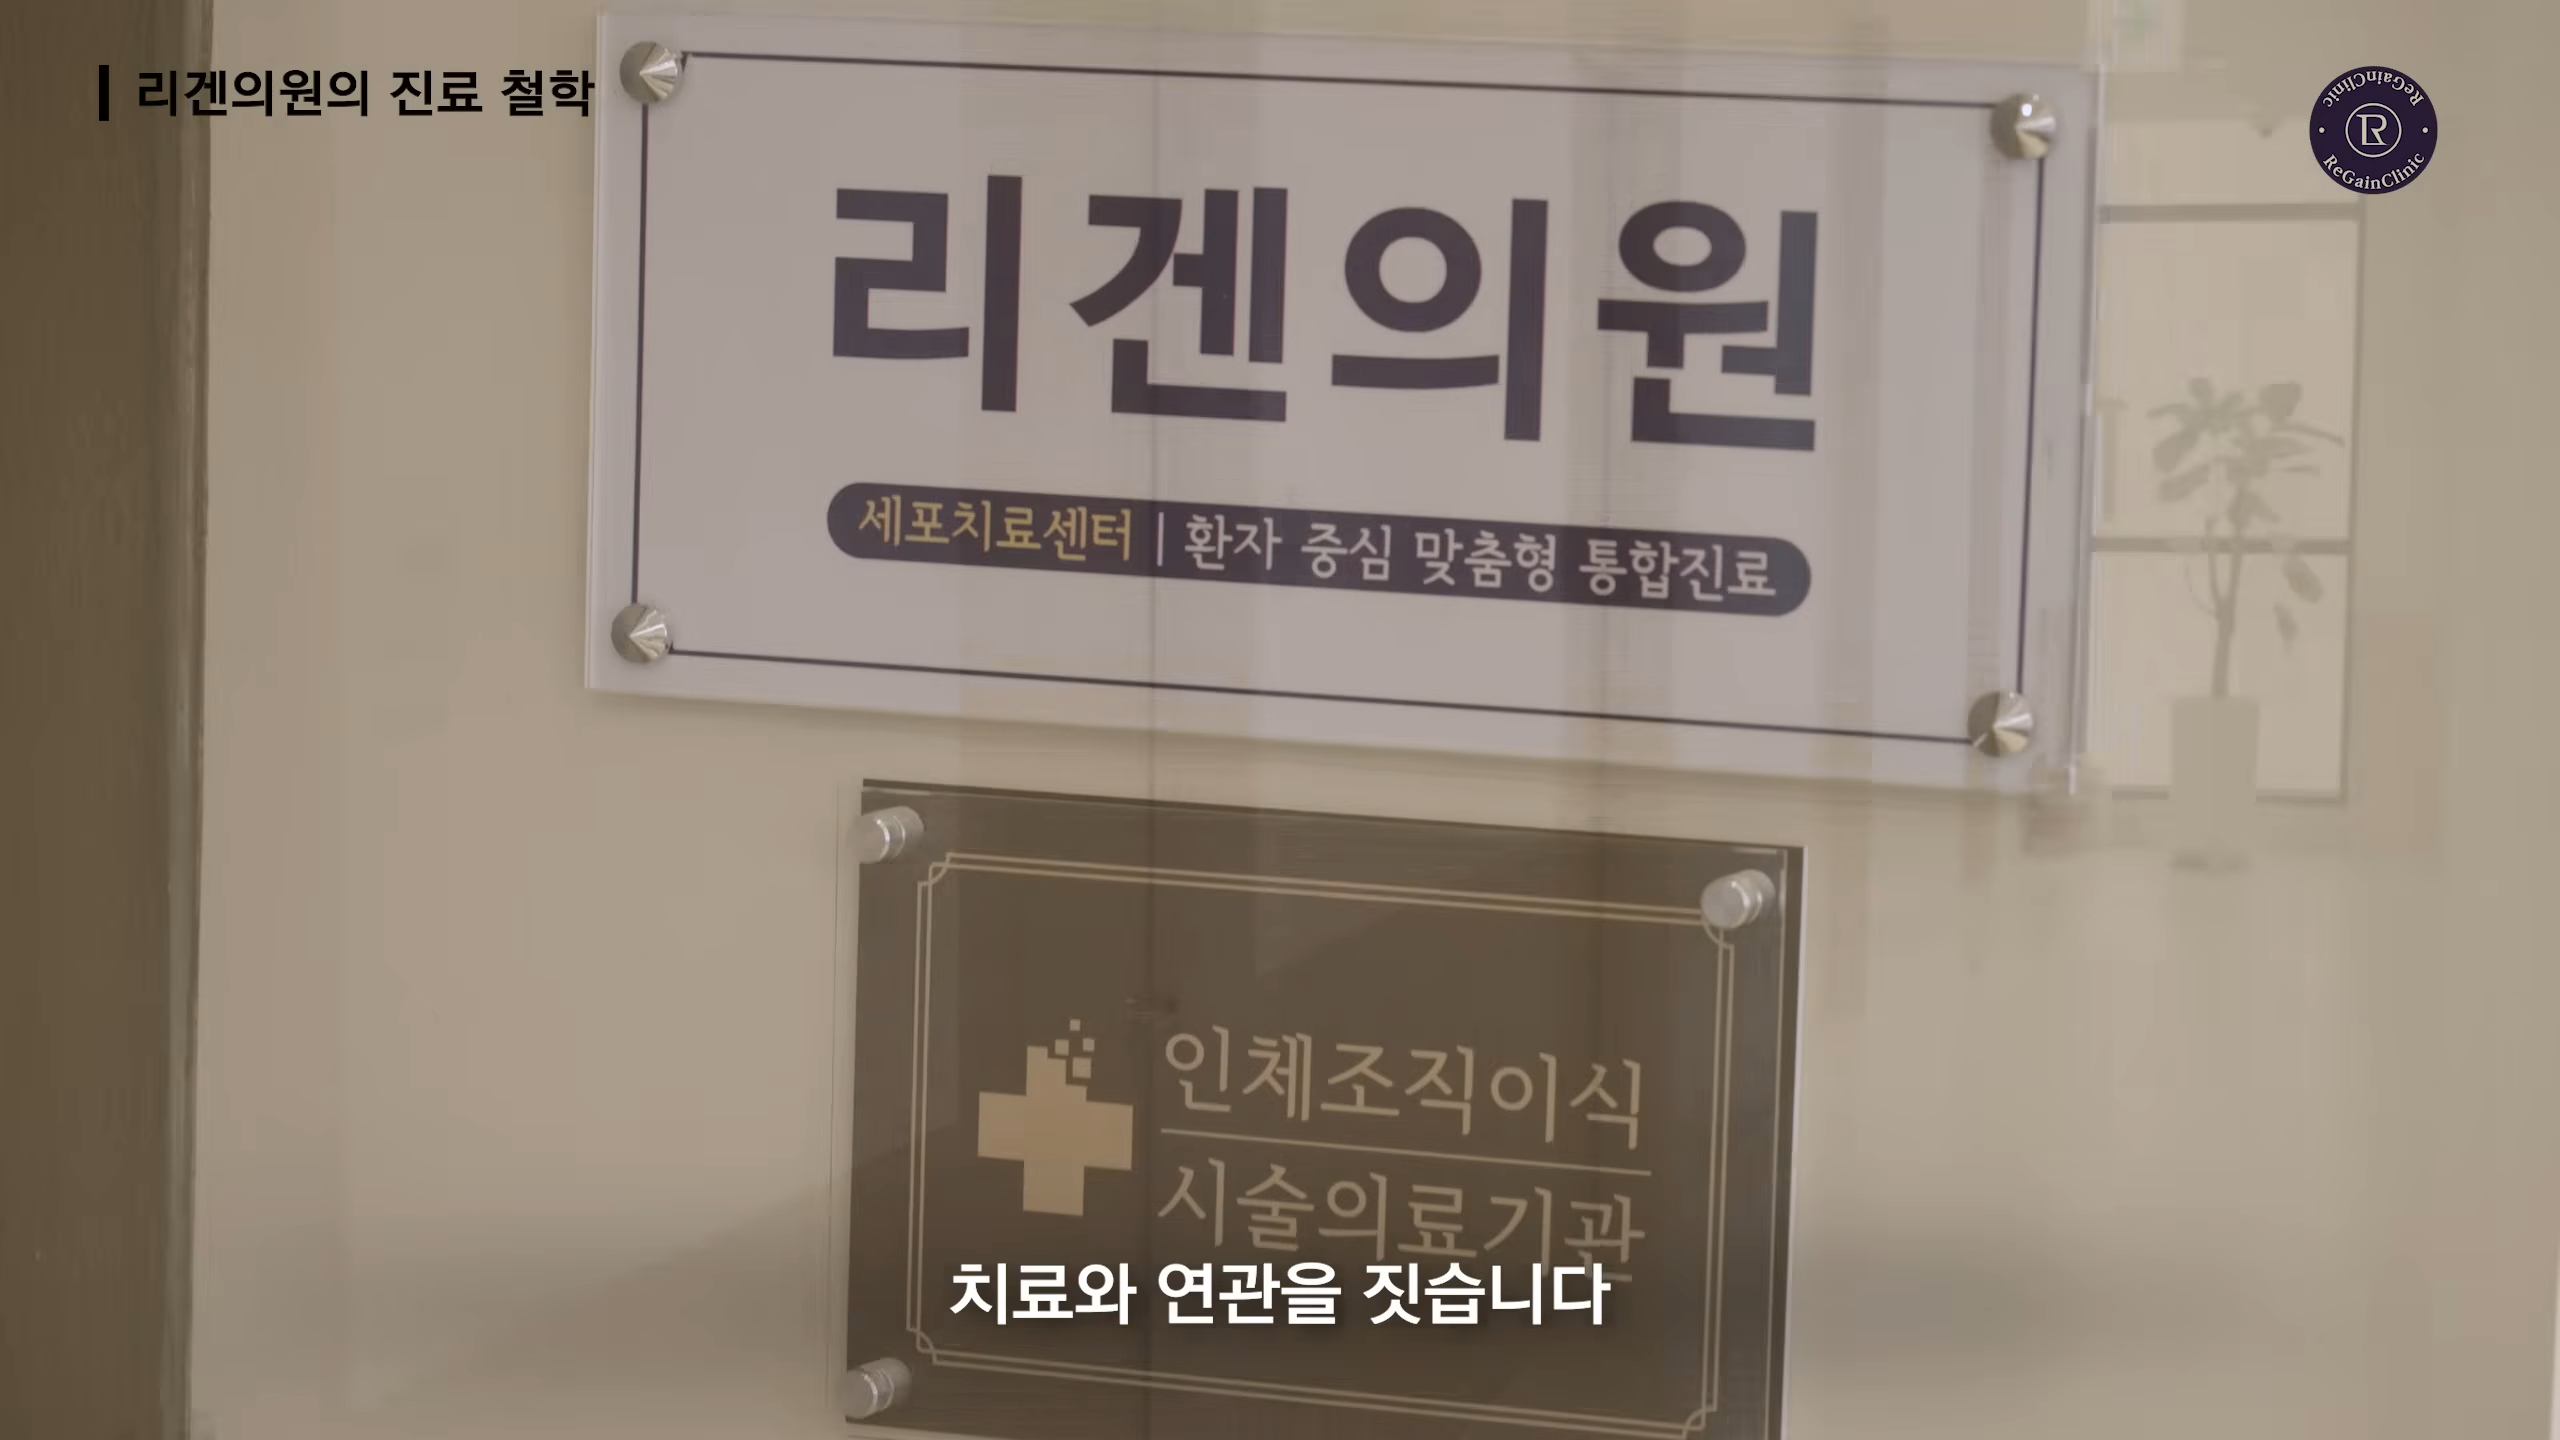 리겐의원의 진료 철학
ReGainClinic
R
ReGainClinic
리겐의원
세포치료센터 | 환자 중심 맞춤형 통합진료
인체조직이식
시술의료기관
치료와 연관을 짓습니다